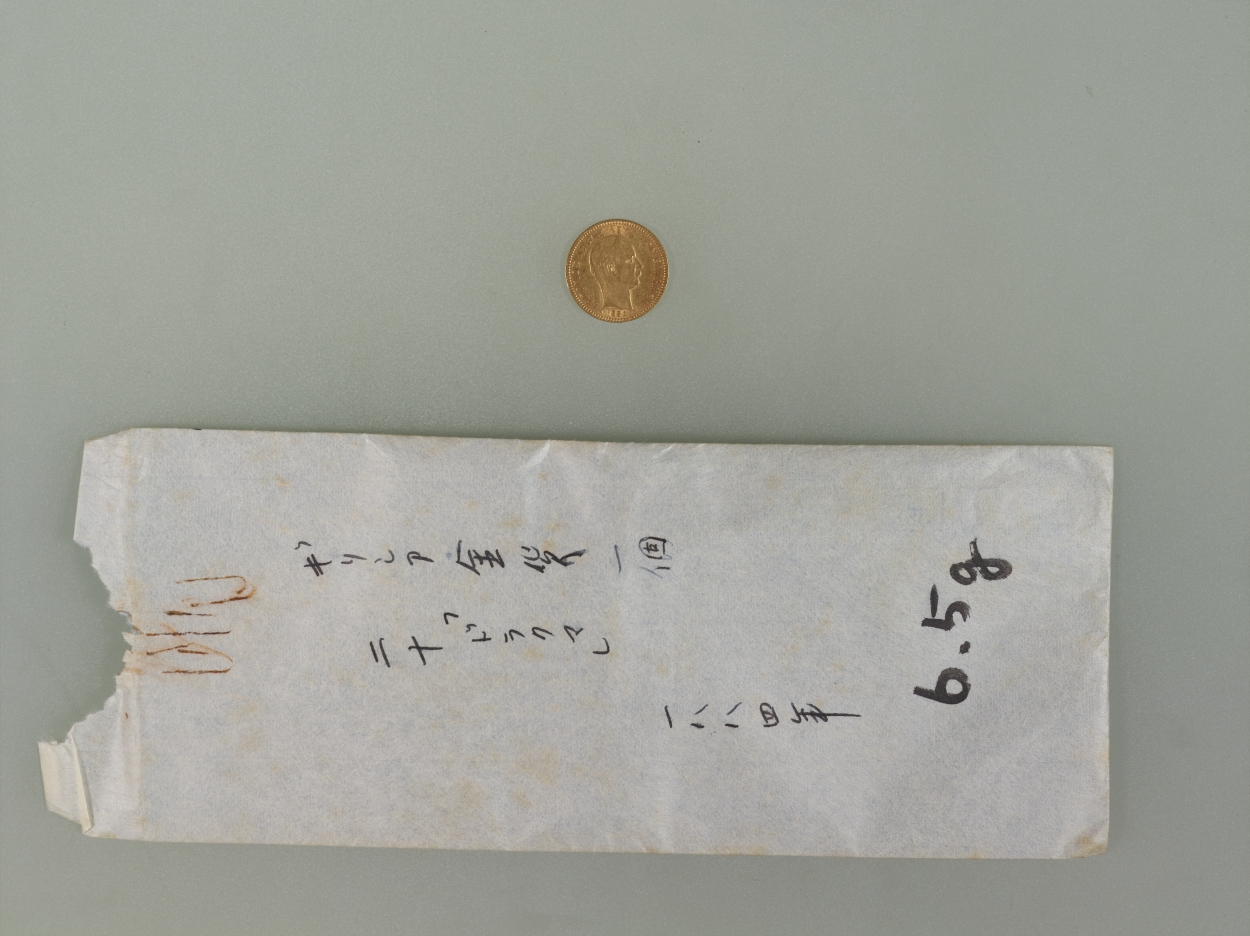 ギリシア金貨一個
二十ドラクマ
一八八四年
6.5g